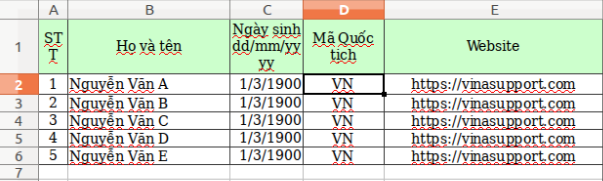 A B C D E
1 STT Họ và tên Ngày sinh dd/mm/yyyy Mã Quốc tịch Website
2 1 Nguyễn Văn A 1/3/1900 VN https://vinasupport.com
3 2 Nguyễn Văn B 1/3/1900 VN https://vinasupport.com
4 3 Nguyễn Văn C 1/3/1900 VN https://vinasupport.com
5 4 Nguyễn Văn D 1/3/1900 VN https://vinasupport.com
6 5 Nguyễn Văn E 1/3/1900 VN https://vinasupport.com
7